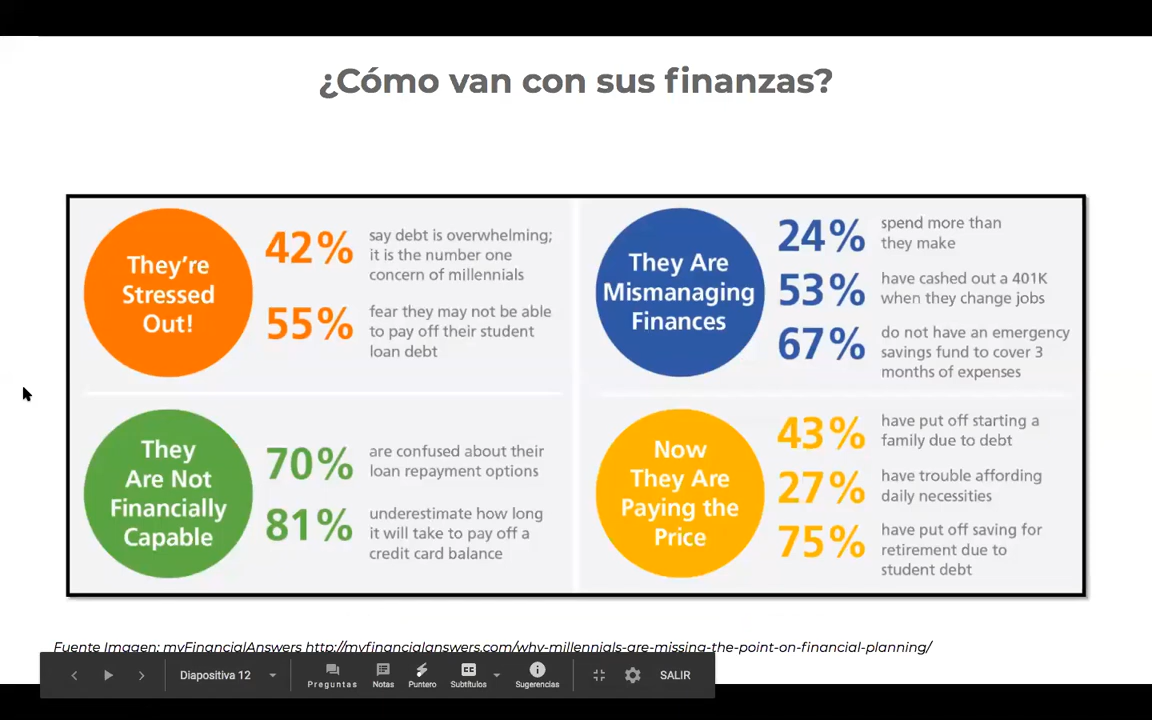 ¿Cómo van con sus finanzas?
They're
Stressed
Out!
42%
say debt is overwhelming;
it is the number one
concern of millennials
55%
fear they may not be able
to pay off their student
loan debt
They Are
Mismanaging
Finances
24%
spend more than
they make
53%
have cashed out a 401K
when they change jobs
67%
do not have an emergency
savings fund to cover 3
months of expenses
They
Are Not
Financially
Capable
70%
are confused about their
loan repayment options
81%
underestimate how long
it will take to pay off a
credit card balance
Now
They Are
Paying the
Price
43%
have put off starting a
family due to debt
27%
have trouble affording
daily necessities
75%
have put off saving for
retirement due to
student debt
Fuente Imagen: myFinancialAnswers http://myfinancialanswers.com/why-millennials-are-missing-the-point-on-financial-planning/
Diapositiva 12
Preguntas
Notas
Puntero
CC
Subtítulos
Sugerencias
SALIR